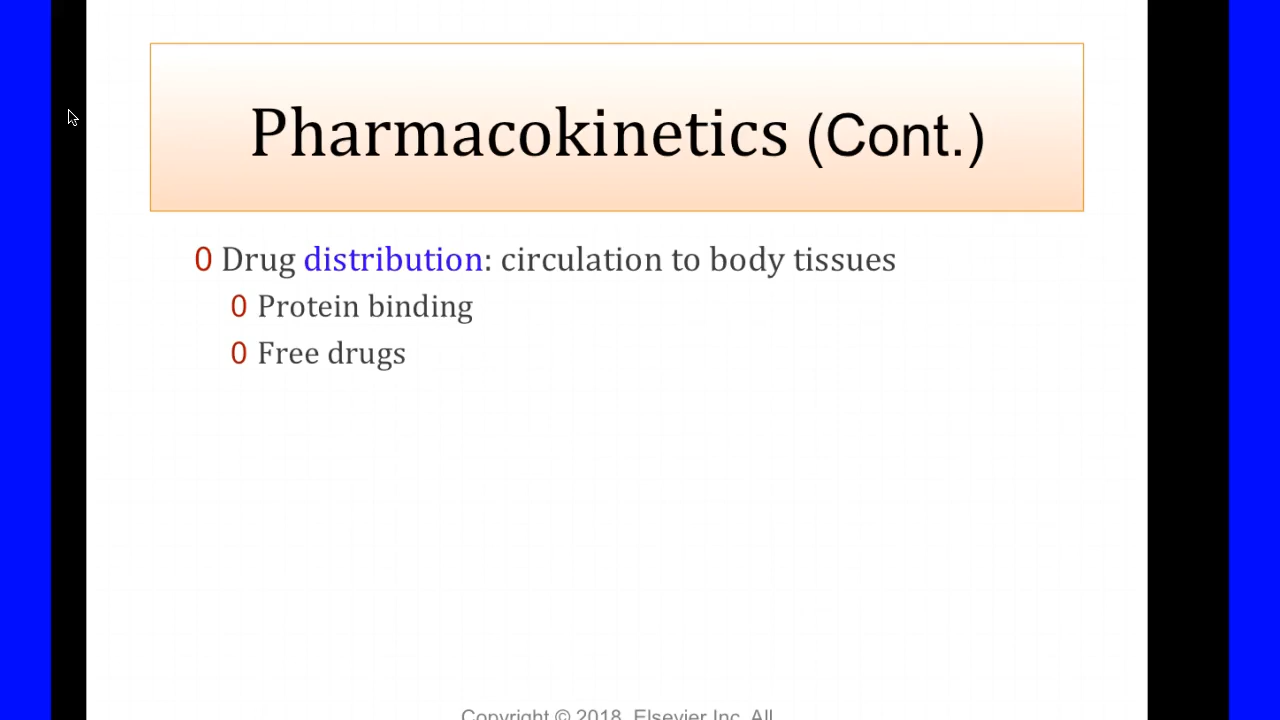 Pharmacokinetics (Cont.)
0 Drug distribution: circulation to body tissues
0 Protein binding
0 Free drugs
Copyright © 2018, Elsevier Inc. All